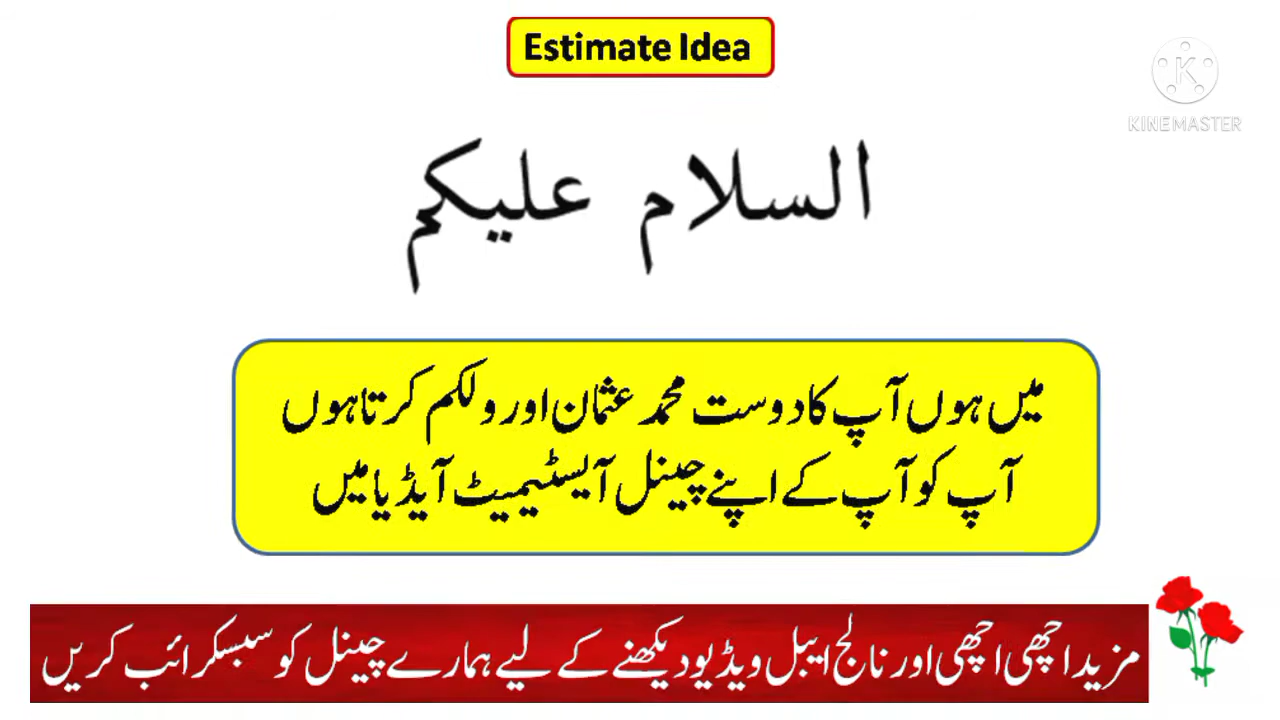 Estimate Idea
KINEMASTER
السلام علیکم
میں ہوں آپ کا دوست محمد عثمان اور ولکم کرتا ہوں
آپ کو آپ کے اپنے چینل آیسٹیمیٹ آیڈیا میں
مزید اچھی اچھی اور نالج ایبل ویڈیو دیکھنے کے لیے ہمارے چینل کو سبسکرائب کریں